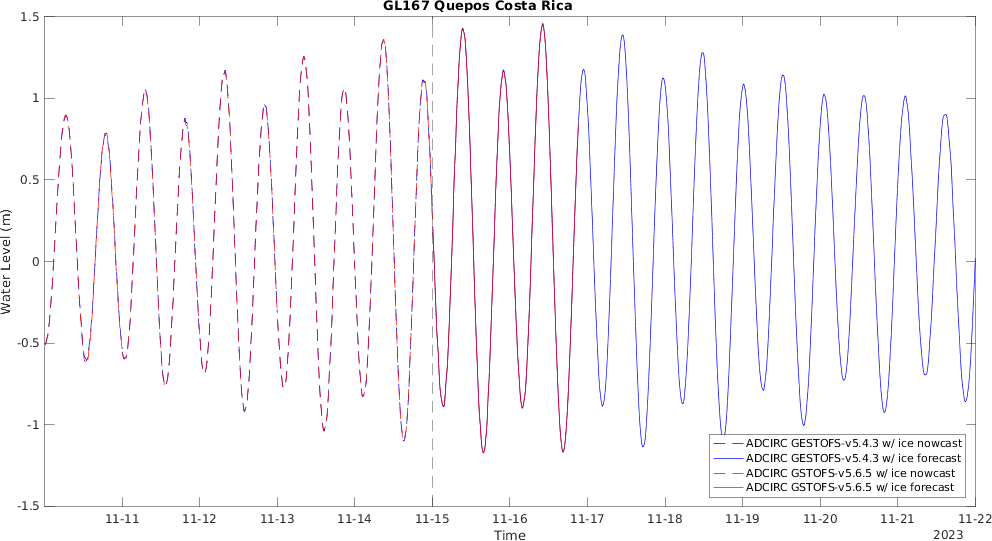 GL167 Quepos Costa Rica
1.5
1
0.5
0
-0.5
-1
-1.5
Water Level (m)
11-11
11-12
11-13
11-14
11-15
11-16
11-17
11-18
11-19
11-20
11-21
11-22
Time
2023
ADCIRC GESTOFS-v5.4.3 w/ ice nowcast
ADCIRC GESTOFS-v5.4.3 w/ ice forecast
ADCIRC GSTOFS-v5.6.5 w/ ice nowcast
ADCIRC GSTOFS-v5.6.5 w/ ice forecast